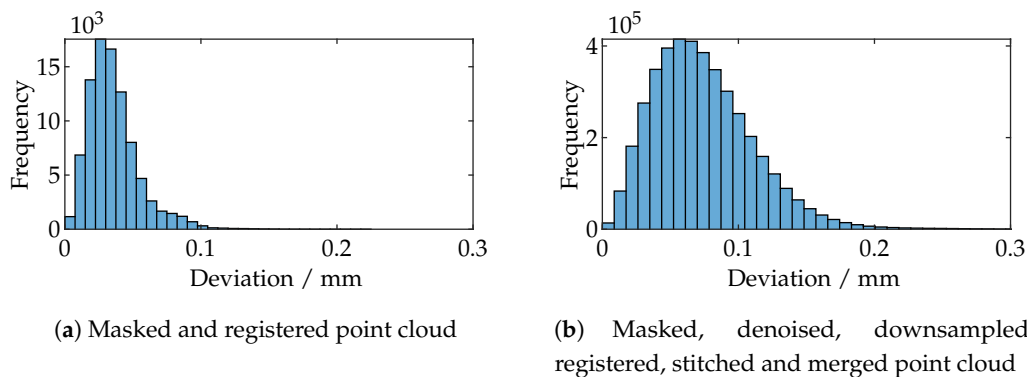 10³
15
10
5
0
Frequency
0 0.1 0.2 0.3
Deviation / mm
(a) Masked and registered point cloud
10⁵
4
2
0
Frequency
0 0.1 0.2 0.3
Deviation / mm
(b) Masked, denoised, downsampled
registered, stitched and merged point cloud